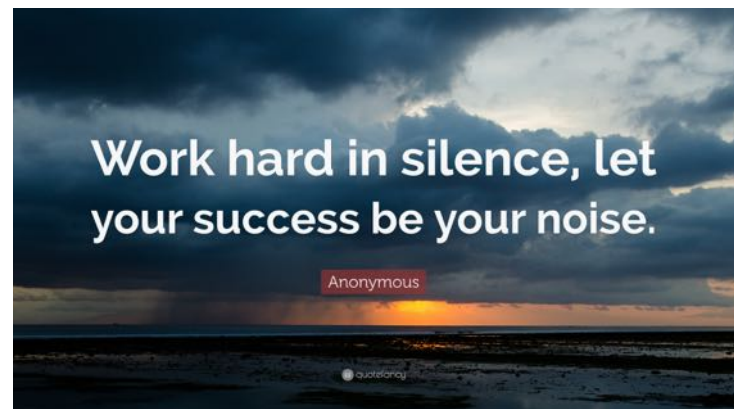 Work hard in silence, let
your success be your noise.
Anonymous
quotefancy